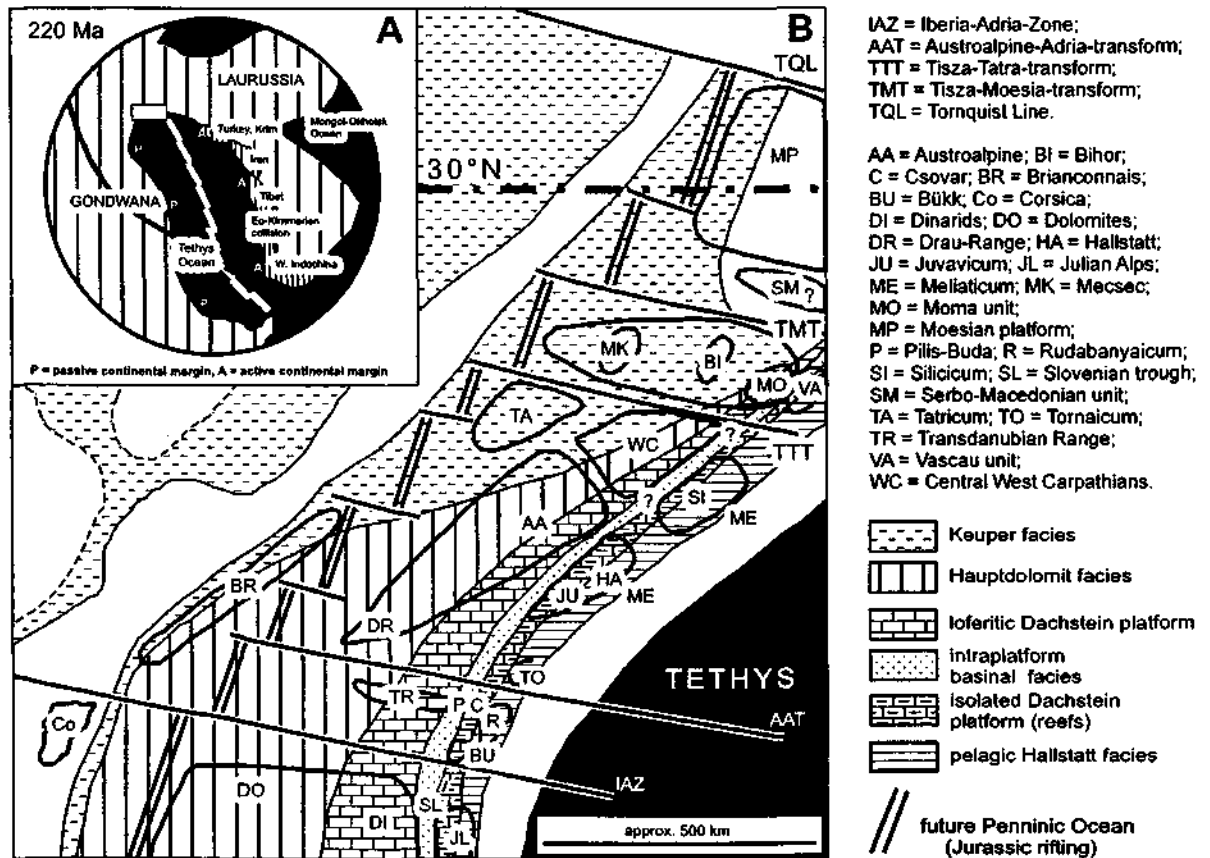 220 Ma
A
LAURUSSIA
Mongol-Okhotsk
Ocean
A
Turkey, Krim
Iran
P
A
Tibet
GONDWANA
P
Eo-Kimmerian
collision
Tethys
Ocean
A
W. Indochina
P
P = passive continental margin, A = active continental margin
B
TQL
MP
30°N
SM ?
TMT
MK
BI
MO
VA
TA
WC
?
TTT
SI
?
ME
AA
HA
BR
JU
ME
DR
TO
TETHYS
TR
P C
R
AAT
Co
BU
IAZ
DO
SL
DI
JL
approx. 500 km
IAZ = Iberia-Adria-Zone;
AAT = Austroalpine-Adria-transform;
TTT = Tisza-Tatra-transform;
TMT = Tisza-Moesia-transform;
TQL = Tornquist Line.
AA = Austroalpine; BI = Bihor;
C = Csovar; BR = Brianconnais;
BU = Bükk; Co = Corsica;
DI = Dinarids; DO = Dolomites;
DR = Drau-Range; HA = Hallstatt;
JU = Juvavicum; JL = Julian Alps;
ME = Meliaticum; MK = Mecsec;
MO = Moma unit;
MP = Moesian platform;
P = Pilis-Buda; R = Rudabanyaicum;
SI = Silicicum; SL = Slovenian trough;
SM = Serbo-Macedonian unit;
TA = Tatricum; TO = Tornaicum;
TR = Transdanubian Range;
VA = Vascau unit;
WC = Central West Carpathians.
Keuper facies
Hauptdolomit facies
loferitic Dachstein platform
intraplatform
basinal facies
isolated Dachstein
platform (reefs)
pelagic Hallstatt facies
future Penninic Ocean
(Jurassic rifting)